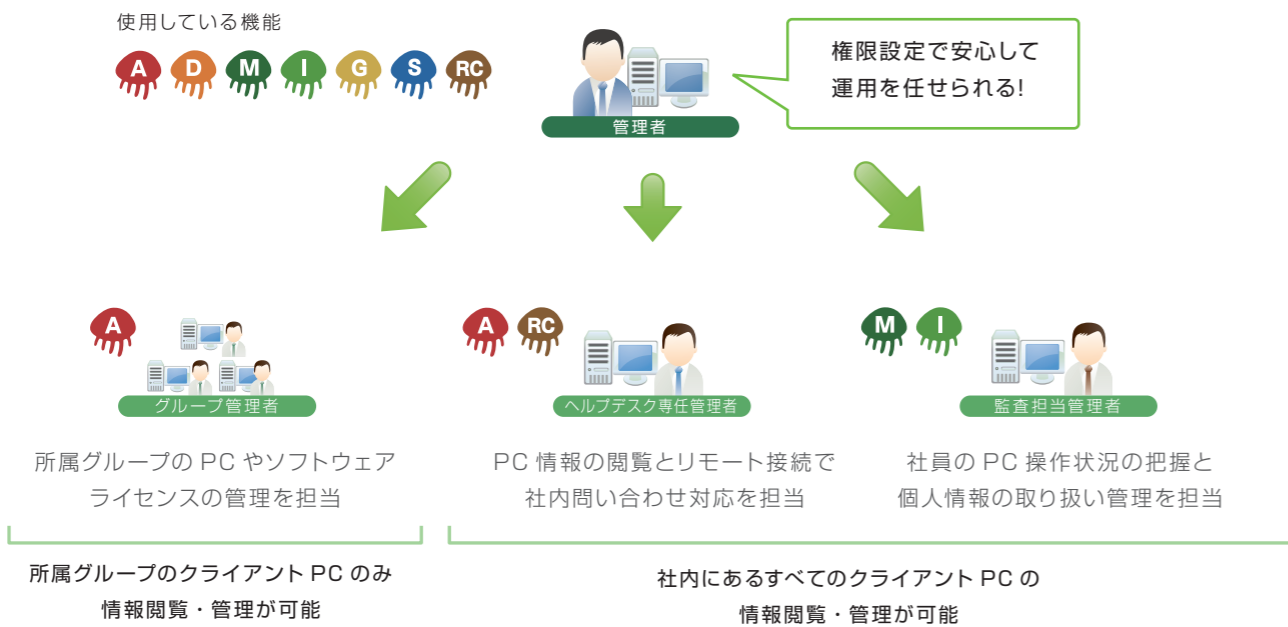 使用している機能
A D M I G S RC
権限設定で安心して
運用を任せられる!
管理者
A
グループ管理者
所属グループの PC やソフトウェア
ライセンスの管理を担当
A RC
ヘルプデスク専任管理者
PC 情報の閲覧とリモート接続で
社内問い合わせ対応を担当
M I
監査担当管理者
社員の PC 操作状況の把握と
個人情報の取り扱い管理を担当
所属グループのクライアント PC のみ
情報閲覧・管理が可能
社内にあるすべてのクライアント PC の
情報閲覧・管理が可能